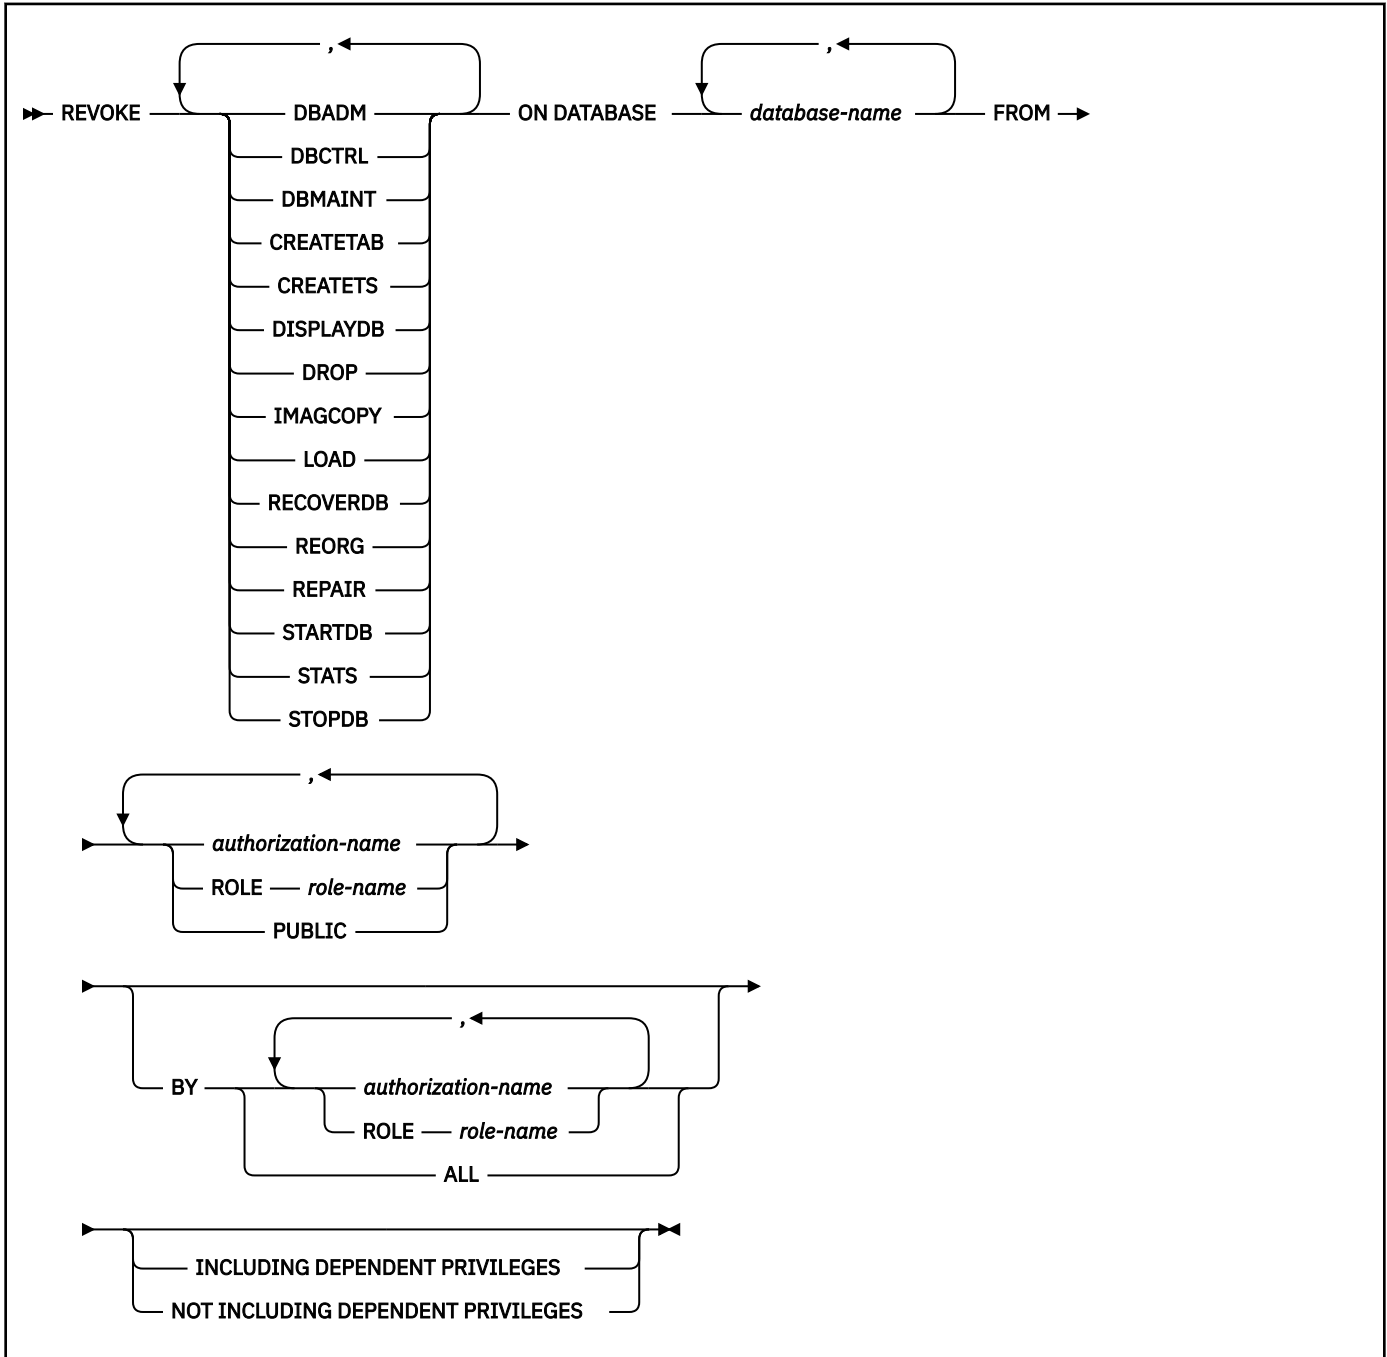 , ,
REVOKE DBADM ON DATABASE database-name FROM
DBCTRL
DBMAINT
CREATETAB
CREATETS
DISPLAYDB
DROP
IMAGCOPY
LOAD
RECOVERDB
REORG
REPAIR
STARTDB
STATS
STOPDB
,
authorization-name
ROLE role-name
PUBLIC
,
BY authorization-name
ROLE role-name
ALL
INCLUDING DEPENDENT PRIVILEGES
NOT INCLUDING DEPENDENT PRIVILEGES